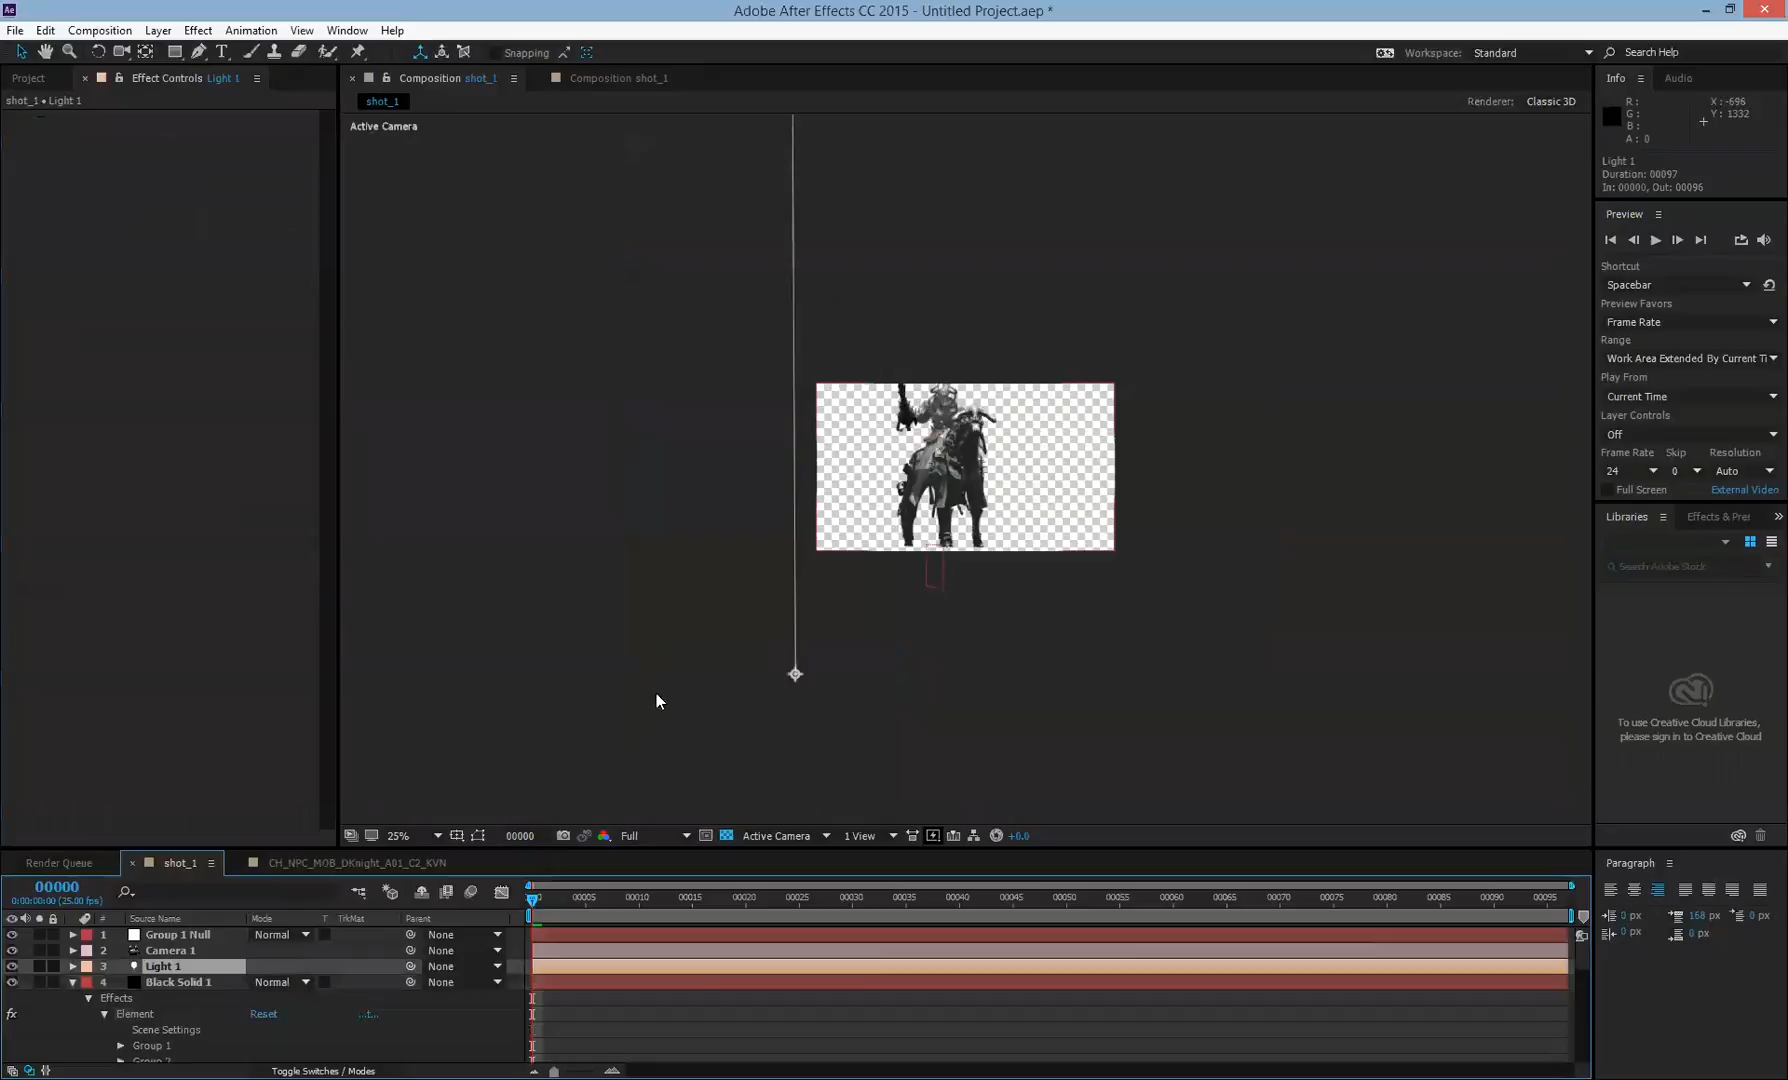 Adobe After Effects CC 2015 - Untitled Project.aep *
File Edit Composition Layer Effect Animation View Window Help
Snapping
Workspace: Standard
Search Help
Project
Effect Controls Light 1
Composition shot_1
Composition shot_1
Info
Audio
shot_1 • Light 1
shot_1
Renderer: Classic 3D
Active Camera
R :
G :
B :
A : 0
X : -696
Y : 1332
Light 1
Duration: 00097
In: 00000, Out: 00096
Preview
Shortcut
Spacebar
Preview Favors
Frame Rate
Range
Work Area Extended By Current Ti
Play From
Current Time
Layer Controls
Off
Frame Rate Skip Resolution
24 0 Auto
Full Screen External Video
Libraries
Effects & Pre
Search Adobe Stock
To use Creative Cloud Libraries,
please sign in to Creative Cloud
25% 00000 Full Active Camera 1 View +0.0
Render Queue
shot_1
CH_NPC_MOB_DKnight_A01_C2_KVN
Paragraph
00000
0:00:00:00 (25.00 fps)
00005 00010 00015 00020 00025 00030 00035 00040 00045 00050 00055 00060 00065 00070 00075 00080 00085 00090 00095
# Source Name Mode T TrkMat Parent
1 Group 1 Null Normal None
2 Camera 1 None
3 Light 1 None
4 Black Solid 1 Normal None
Effects
fx Element Reset ...t...
Scene Settings
Group 1
0 px 168 px 0 px
0 px 0 px
Toggle Switches / Modes